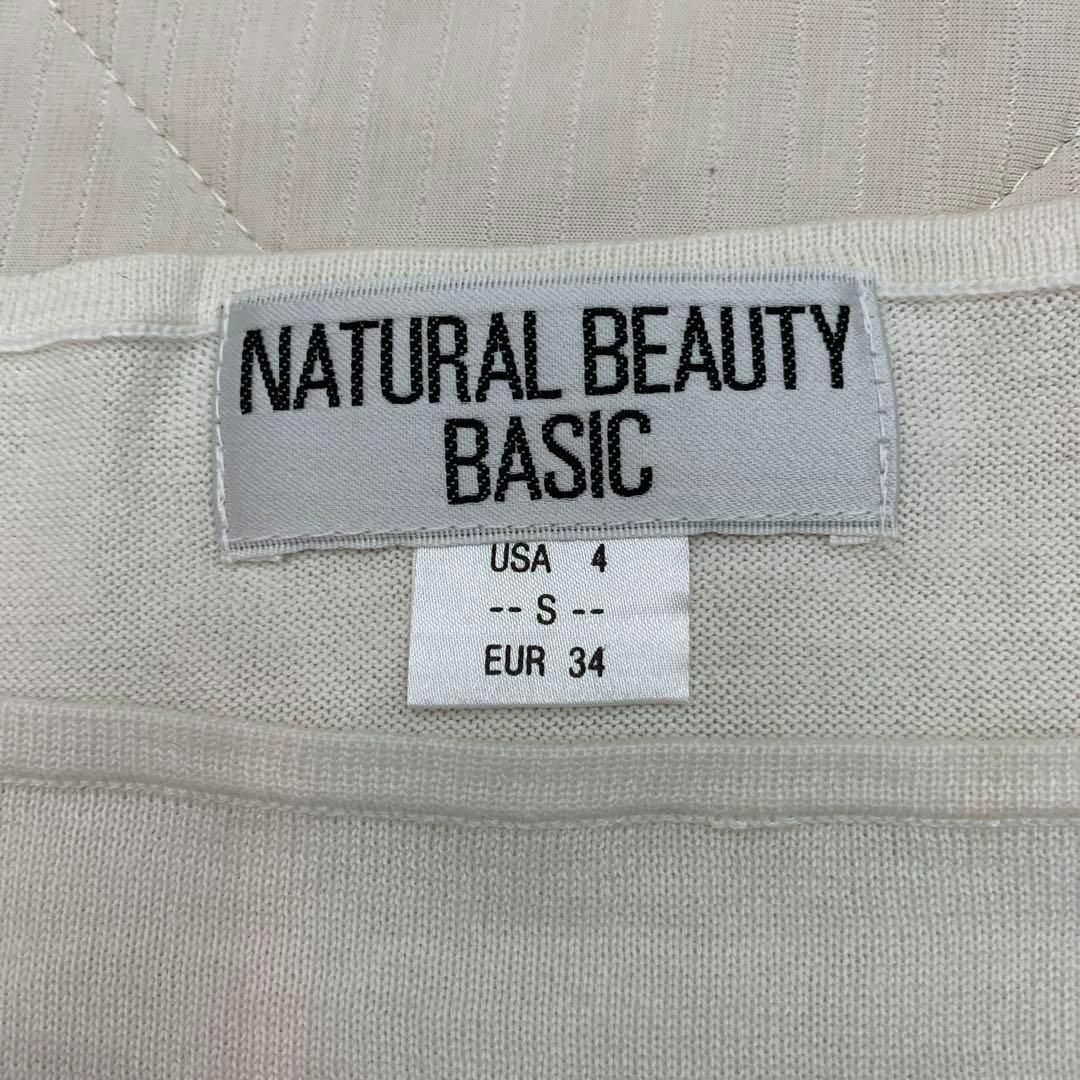 NATURAL BEAUTY
BASIC
USA 4
-- S --
EUR 34